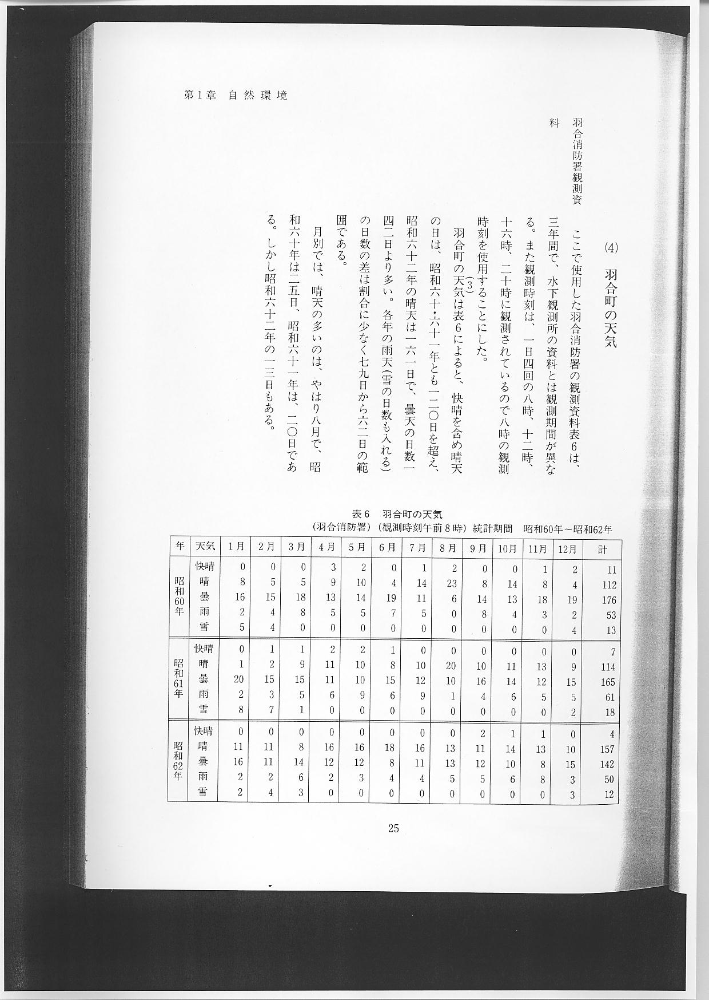 第1章 自然環境
(4) 羽合町の天気
羽合消防署観測資
料
ここで使用した羽合消防署の観測資料表6は、
三年間で、水下観測所の資料とは観測期間が異な
る。また観測時刻は、一日四回の八時、十二時、
十六時、二十時に観測されているので八時の観測
時刻を使用することにした。
(3)
羽合町の天気は表6によると、快晴を含め晴天
の日は、昭和六十・六十一年とも一二〇日を超え、
昭和六十二年の晴天は一六一日で、曇天の日数一
四二日より多い。各年の雨天(雪の日数も入れる)
の日数の差は割合に少なく七九日から六二日の範
囲である。
月別では、晴天の多いのは、やはり八月で、昭
和六十年は二五日、昭和六十一年は、二〇日であ
る。しかし昭和六十二年の一三日もある。
表6 羽合町の天気
(羽合消防署)(観測時刻午前8時) 統計期間 昭和60年～昭和62年
年 天気 1月 2月 3月 4月 5月 6月 7月 8月 9月 10月 11月 12月 計
昭和60年
快晴 0 0 0 3 2 0 1 2 0 0 1 2 11
晴 8 5 5 9 10 4 14 23 8 14 8 4 112
曇 16 15 18 13 14 19 11 6 14 13 18 19 176
雨 2 4 8 5 5 7 5 0 8 4 3 2 53
雪 5 4 0 0 0 0 0 0 0 0 0 4 13
昭和61年
快晴 0 1 1 2 2 1 0 0 0 0 0 0 7
晴 1 2 9 11 10 8 10 20 10 11 13 9 114
曇 20 15 15 11 10 15 12 10 16 14 12 15 165
雨 2 3 5 6 9 6 9 1 4 6 5 5 61
雪 8 7 1 0 0 0 0 0 0 0 0 2 18
昭和62年
快晴 0 0 0 0 0 0 0 0 2 1 1 0 4
晴 11 11 8 16 16 18 16 13 11 14 13 10 157
曇 16 11 14 12 12 8 11 13 12 10 8 15 142
雨 2 2 6 2 3 4 4 5 5 6 8 3 50
雪 2 4 3 0 0 0 0 0 0 0 0 3 12
25